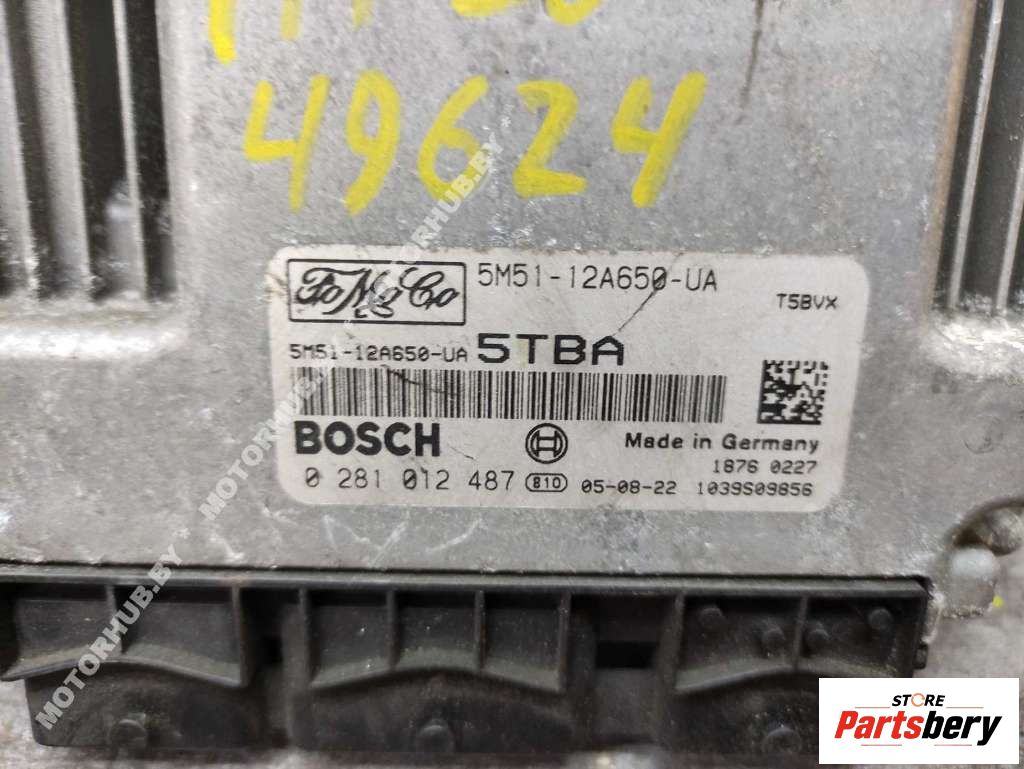 49624
FoMoCo
5M51-12A650-UA
T5BVX
5M51-12A650-UA 5TBA
BOSCH
Made in Germany
1876 0227
0 281 012 487 810 05-08-22 1039S09856
MOTORHUB.BY
MOTORHUB.BY
MOTORHUB.BY
STORE
Partsbery